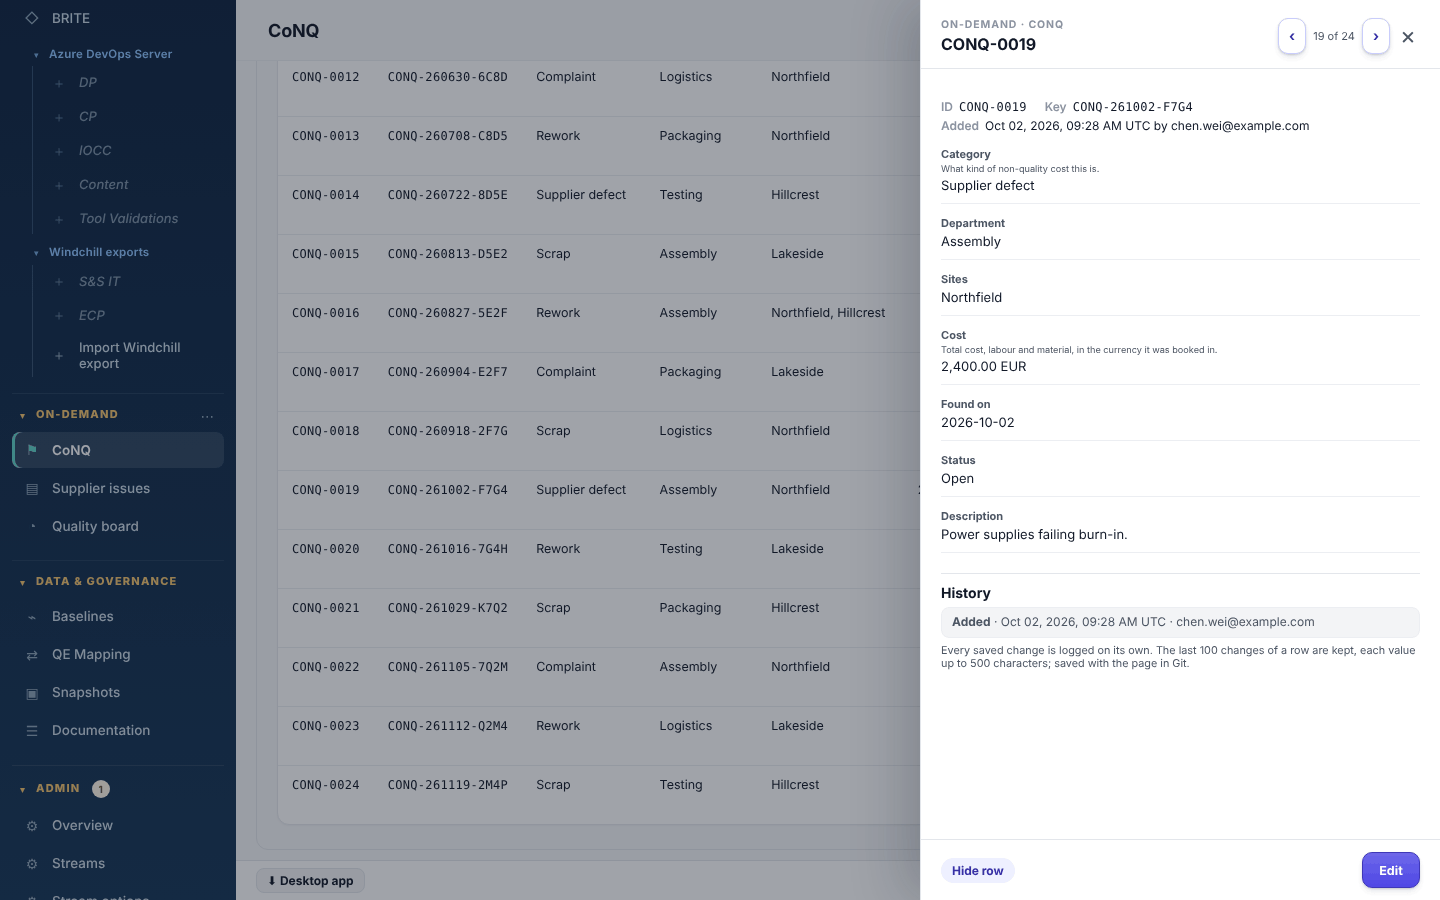 BRITE
Azure DevOps Server
+ DP
+ CP
+ IOCC
+ Content
+ Tool Validations
Windchill exports
+ S&S IT
+ ECP
+ Import Windchill
export
ON-DEMAND ...
CoNQ
Supplier issues
Quality board
DATA & GOVERNANCE
Baselines
QE Mapping
Snapshots
Documentation
ADMIN 1
Overview
Streams
CoNQ
CONQ-0012 CONQ-260630-6C8D Complaint Logistics Northfield
CONQ-0013 CONQ-260708-C8D5 Rework Packaging Northfield
CONQ-0014 CONQ-260722-8D5E Supplier defect Testing Hillcrest
CONQ-0015 CONQ-260813-D5E2 Scrap Assembly Lakeside
CONQ-0016 CONQ-260827-5E2F Rework Assembly Northfield, Hillcrest
CONQ-0017 CONQ-260904-E2F7 Complaint Packaging Lakeside
CONQ-0018 CONQ-260918-2F7G Scrap Logistics Northfield
CONQ-0019 CONQ-261002-F7G4 Supplier defect Assembly Northfield
CONQ-0020 CONQ-261016-7G4H Rework Testing Lakeside
CONQ-0021 CONQ-261029-K7Q2 Scrap Packaging Hillcrest
CONQ-0022 CONQ-261105-7Q2M Complaint Assembly Northfield
CONQ-0023 CONQ-261112-Q2M4 Rework Logistics Lakeside
CONQ-0024 CONQ-261119-2M4P Scrap Testing Hillcrest
⬇ Desktop app
ON-DEMAND · CONQ
CONQ-0019
‹ 19 of 24 › ✕
ID CONQ-0019 Key CONQ-261002-F7G4
Added Oct 02, 2026, 09:28 AM UTC by chen.wei@example.com
Category
What kind of non-quality cost this is.
Supplier defect
Department
Assembly
Sites
Northfield
Cost
Total cost, labour and material, in the currency it was booked in.
2,400.00 EUR
Found on
2026-10-02
Status
Open
Description
Power supplies failing burn-in.
History
Added · Oct 02, 2026, 09:28 AM UTC · chen.wei@example.com
Every saved change is logged on its own. The last 100 changes of a row are kept, each value
up to 500 characters; saved with the page in Git.
Hide row
Edit